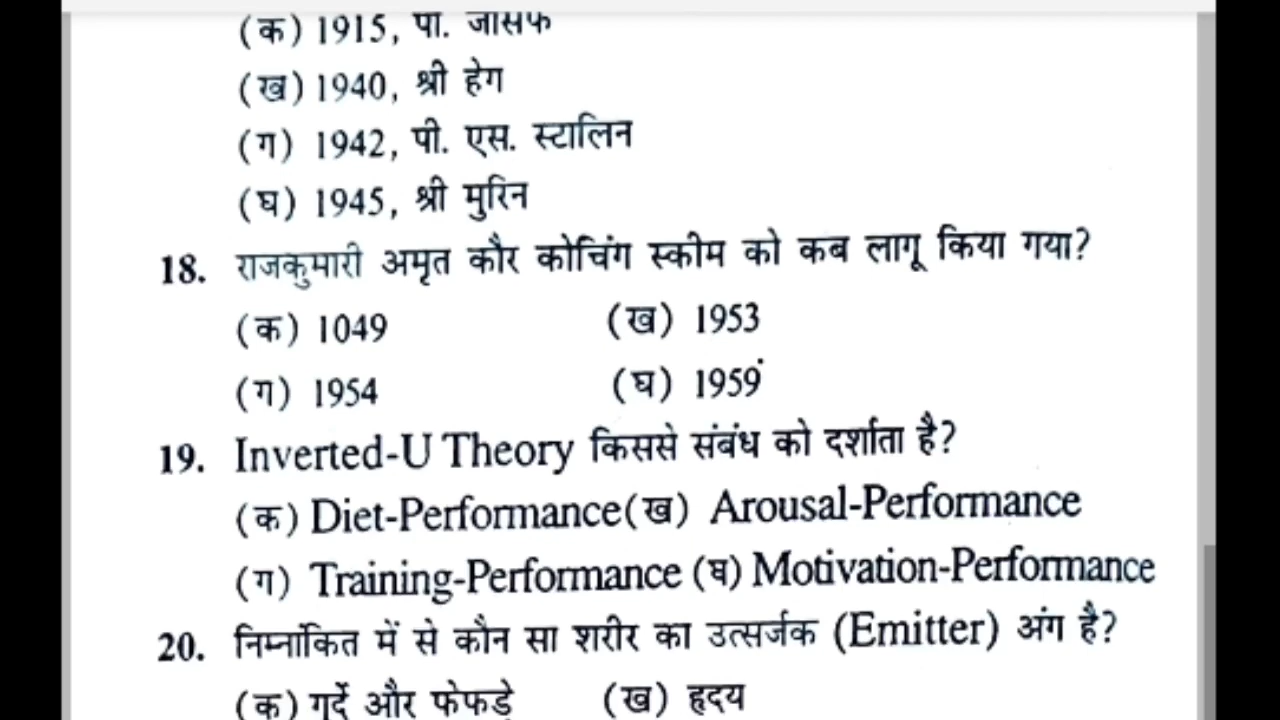 (क) 1915, पी. जोसेफ
(ख) 1940, श्री हेग
(ग) 1942, पी. एस. स्टालिन
(घ) 1945, श्री मुरिन
18. राजकुमारी अमृत कौर कोचिंग स्कीम को कब लागू किया गया?
(क) 1049 (ख) 1953
(ग) 1954 (घ) 1959
19. Inverted-U Theory किससे संबंध को दर्शाता है?
(क) Diet-Performance (ख) Arousal-Performance
(ग) Training-Performance (घ) Motivation-Performance
20. निम्नांकित में से कौन सा शरीर का उत्सर्जक (Emitter) अंग है?
(क) गुर्दे और फेफड़े (ख) हृदय